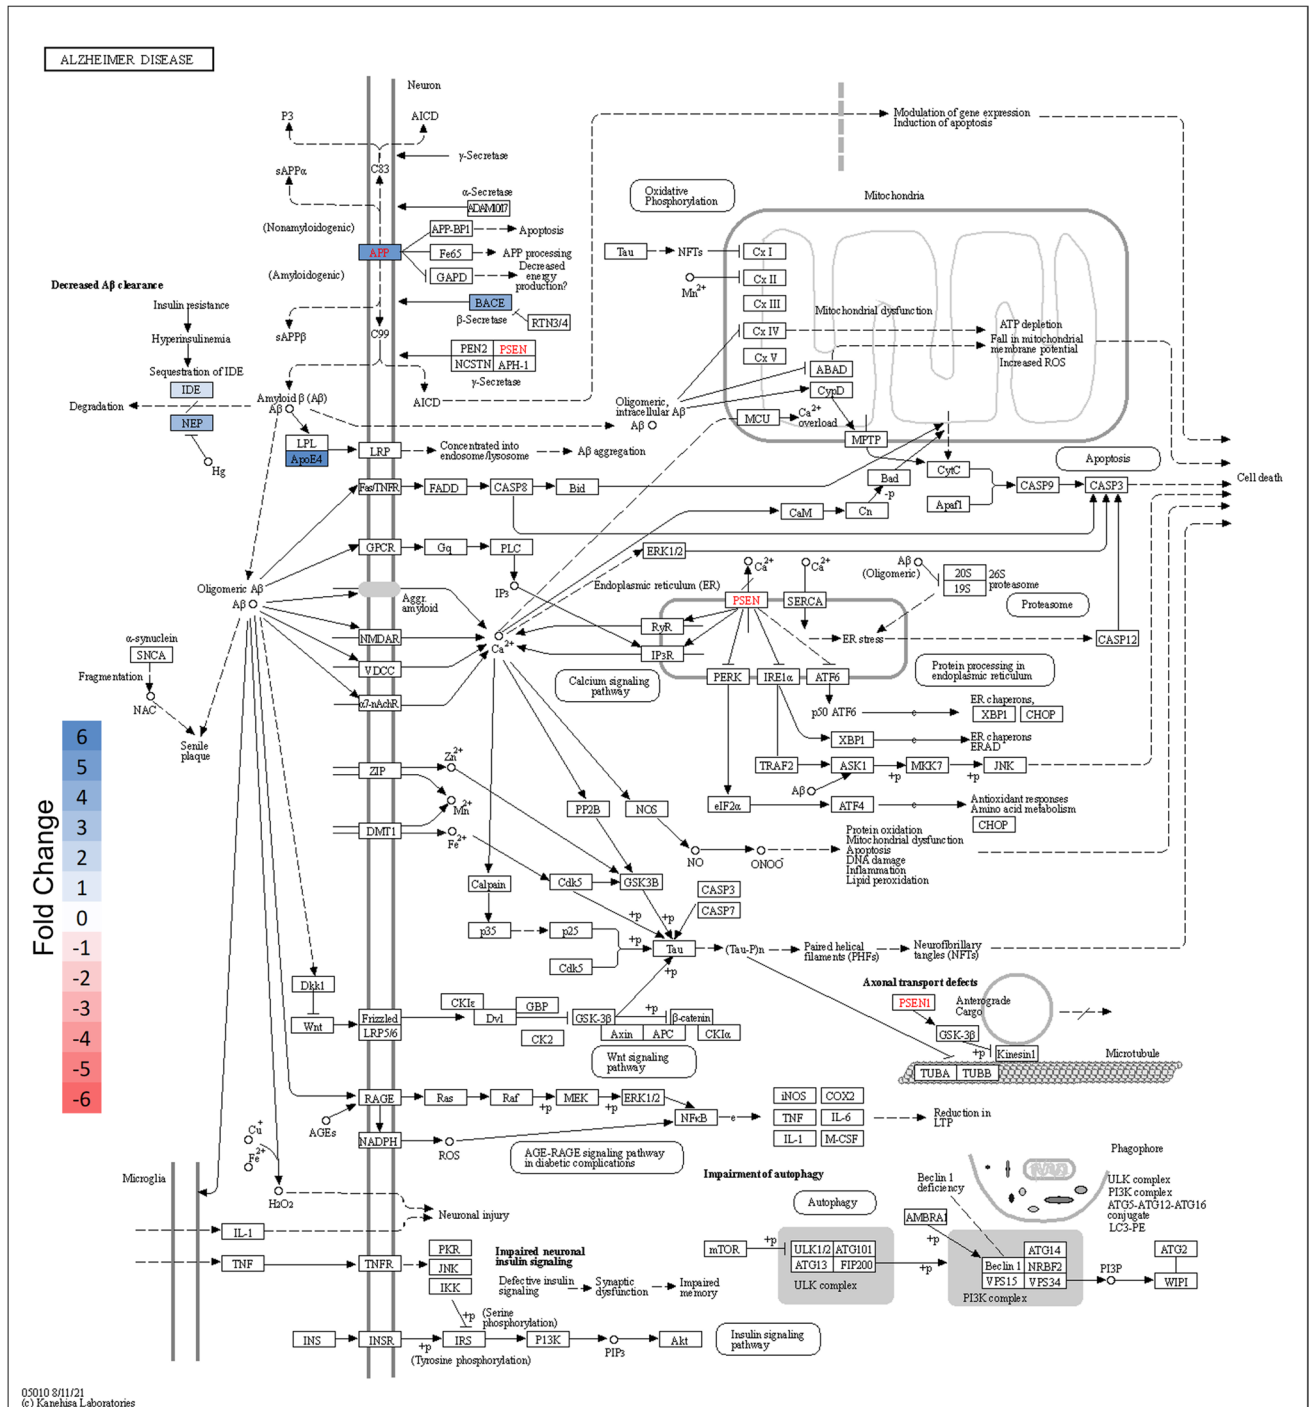 ALZHEIMER DISEASE
Neuron
P3
AICD
Modulation of gene expression
Induction of apoptosis
γ-Secretase
C83
sAPPα
α-Secretase
ADAM10/17
Oxidative
Phosphorylation
Mitochondria
(Nonamyloidogenic)
APP-BP1
Apoptosis
APP
Fe65
APP processing
Tau
NFTs
Cx I
(Amyloidogenic)
GAPD
Decreased
energy
production?
Mn2+
Cx II
Decreased Aβ clearance
BACE
β-Secretase
RTN3/4
Cx III
Insulin resistance
Mitochondrial dysfunction
sAPPβ
C99
Cx IV
ATP depletion
Hyperinsulinemia
PEN2
PSEN
NCSTN
APH-1
γ-Secretase
Cx V
Fall in mitochondrial
membrane potential
Increased ROS
Sequestration of IDE
ABAD
IDE
CypD
Amyloid β (Aβ)
Aβ
AICD
Oligomeric,
intracellular Aβ
Aβ
Degradation
NEP
MCU
Ca2+
overload
LPL
ApoE4
LRP
Concentrated into
endosome/lysosome
Aβ aggregation
MPTP
Hg
Apoptosis
Bad
-p
CytC
Fas/TNFR
FADD
CASP8
Bid
CASP9
CASP3
Cell death
CaM
Cn
Apaf1
GPCR
Gq
PLC
ERK1/2
Ca2+
Ca2+
Aβ
(Oligomeric)
20S
19S
26S
proteasome
Endoplasmic reticulum (ER)
Oligomeric Aβ
Aβ
Aggr.
amyloid
IP3
PSEN
SERCA
Proteasome
α-synuclein
SNCA
NMDAR
Ca2+
RyR
ER stress
CASP12
IP3R
Fragmentation
VDCC
Calcium signaling
pathway
PERK
IRE1α
ATF6
Protein processing in
endoplasmic reticulum
NAC
α7-nAchR
p50 ATF6
e
ER chaperons,
XBP1
CHOP
Senile
plaque
XBP1
e
ER chaperons
ERAD
Zn2+
ZIP
TRAF2
ASK1
+p
MKK7
+p
JNK
Aβ
Mn2+
PP2B
NOS
eIF2α
ATF4
e
Antioxidant responses
Amino acid metabolism
CHOP
DMT1
Fe2+
NO
ONOO-
Protein oxidation
Mitochondrial dysfunction
Apoptosis
DNA damage
Inflammation
Lipid peroxidation
Calpain
Cdk5
GSK3B
CASP3
CASP7
+p
+p
p35
p25
+p
Tau
(Tau-P)n
Paired helical
filaments (PHFs)
Neurofibrillary
tangles (NFTs)
Cdk5
+p
Fold Change
6
5
4
3
2
1
0
-1
-2
-3
-4
-5
-6
Dkk1
Axonal transport defects
PSEN1
Anterograde
Cargo
Wnt
Frizzled
LRP5/6
CKIε
Dvl
GBP
GSK-3β
+p
β-catenin
Axin
APC
CKIα
CK2
GSK-3β
+p
Kinesin1
Wnt signaling
pathway
Microtubule
TUBA
TUBB
RAGE
Ras
Raf
+p
MEK
+p
ERK1/2
iNOS
COX2
AGEs
NFκB
e
TNF
IL-6
Reduction in
LTP
Cu+
NADPH
ROS
IL-1
M-CSF
Fe2+
AGE-RAGE signaling pathway
in diabetic complications
Phagophore
Microglia
H2O2
Impairment of autophagy
Beclin 1
deficiency
ULK complex
PI3K complex
ATG5-ATG12-ATG16
conjugate
LC3-PE
Autophagy
Neuronal injury
AMBRA1
+p
IL-1
PKR
JNK
IKK
Impaired neuronal
insulin signaling
mTOR
+p
ULK1/2
ATG101
ATG13
FIP200
ULK complex
+p
ATG14
Beclin 1
NRBF2
VPS15
VPS34
PI3K complex
PI3P
ATG2
WIPI
TNF
TNFR
Defective insulin
signaling
Synaptic
dysfunction
Impaired
memory
+p
(Serine
phosphorylation)
INS
INSR
+p
IRS
P13K
PIP3
Akt
Insulin signaling
pathway
(Tyrosine phosphorylation)
05010 8/11/21
(c) Kanehisa Laboratories